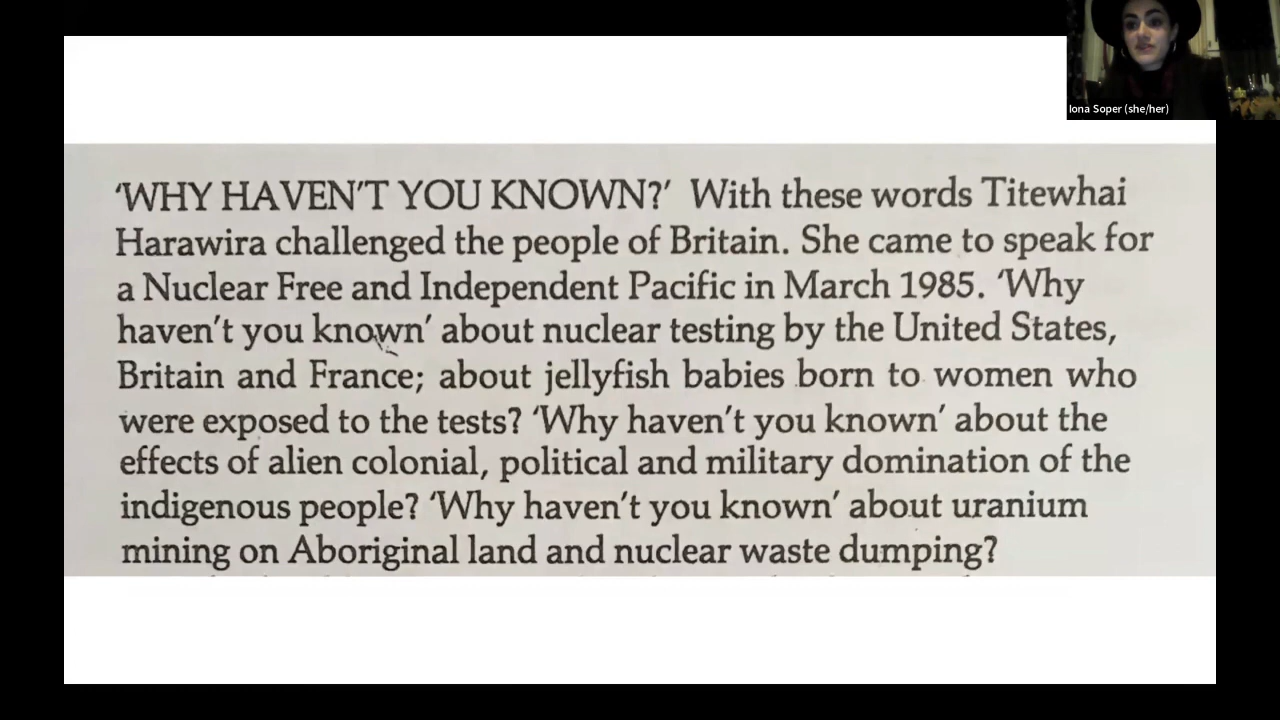 Iona Soper (she/her)
‘WHY HAVEN’T YOU KNOWN?’ With these words Titewhai
Harawira challenged the people of Britain. She came to speak for
a Nuclear Free and Independent Pacific in March 1985. ‘Why
haven’t you known’ about nuclear testing by the United States,
Britain and France; about jellyfish babies born to women who
were exposed to the tests? ‘Why haven’t you known’ about the
effects of alien colonial, political and military domination of the
indigenous people? ‘Why haven’t you known’ about uranium
mining on Aboriginal land and nuclear waste dumping?